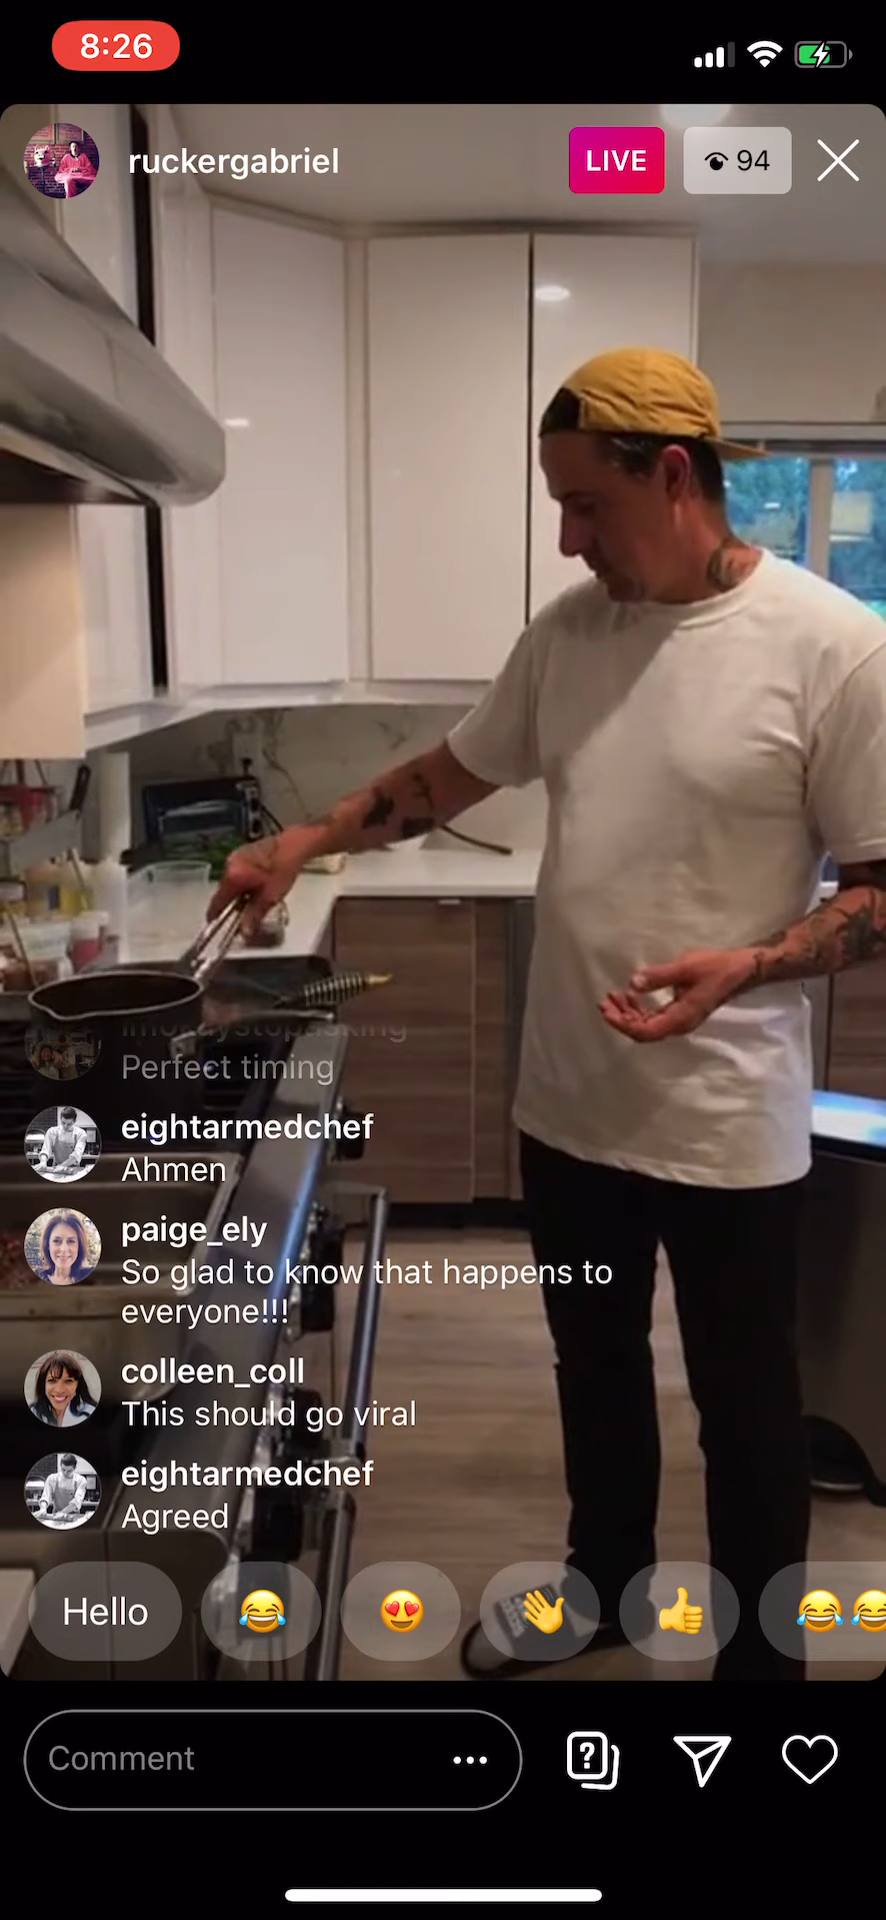 8:26
ruckergabriel
LIVE
94
imokaystopasking
Perfect timing
eightarmedchef
Ahmen
paige_ely
So glad to know that happens to
everyone!!!
colleen_coll
This should go viral
eightarmedchef
Agreed
Hello
Comment